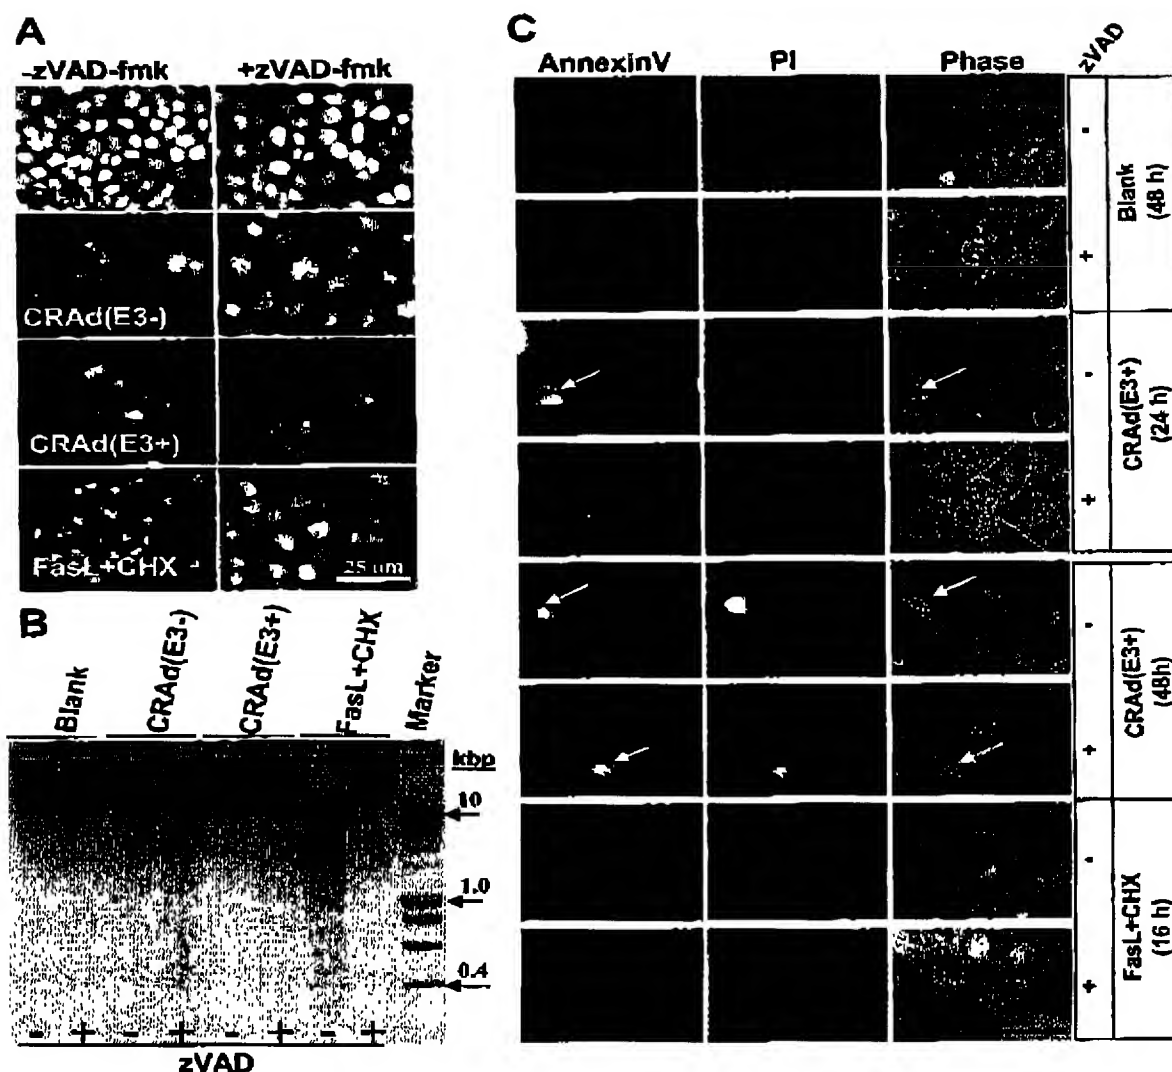 A
-zVAD-fmk +zVAD-fmk
CRAd(E3-)
CRAd(E3+)
FasL+CHX
25 um
B
Blank
CRAd(E3-)
CRAd(E3+)
FasL+CHX
Marker
kbp
10
1.0
0.4
- + - + - + - +
zVAD
C
AnnexinV PI Phase zVAD
-
+
Blank
(48 h)
-
+
CRAd(E3+)
(24 h)
-
+
CRAd(E3+)
(48h)
-
+
FasL+CHX
(16 h)